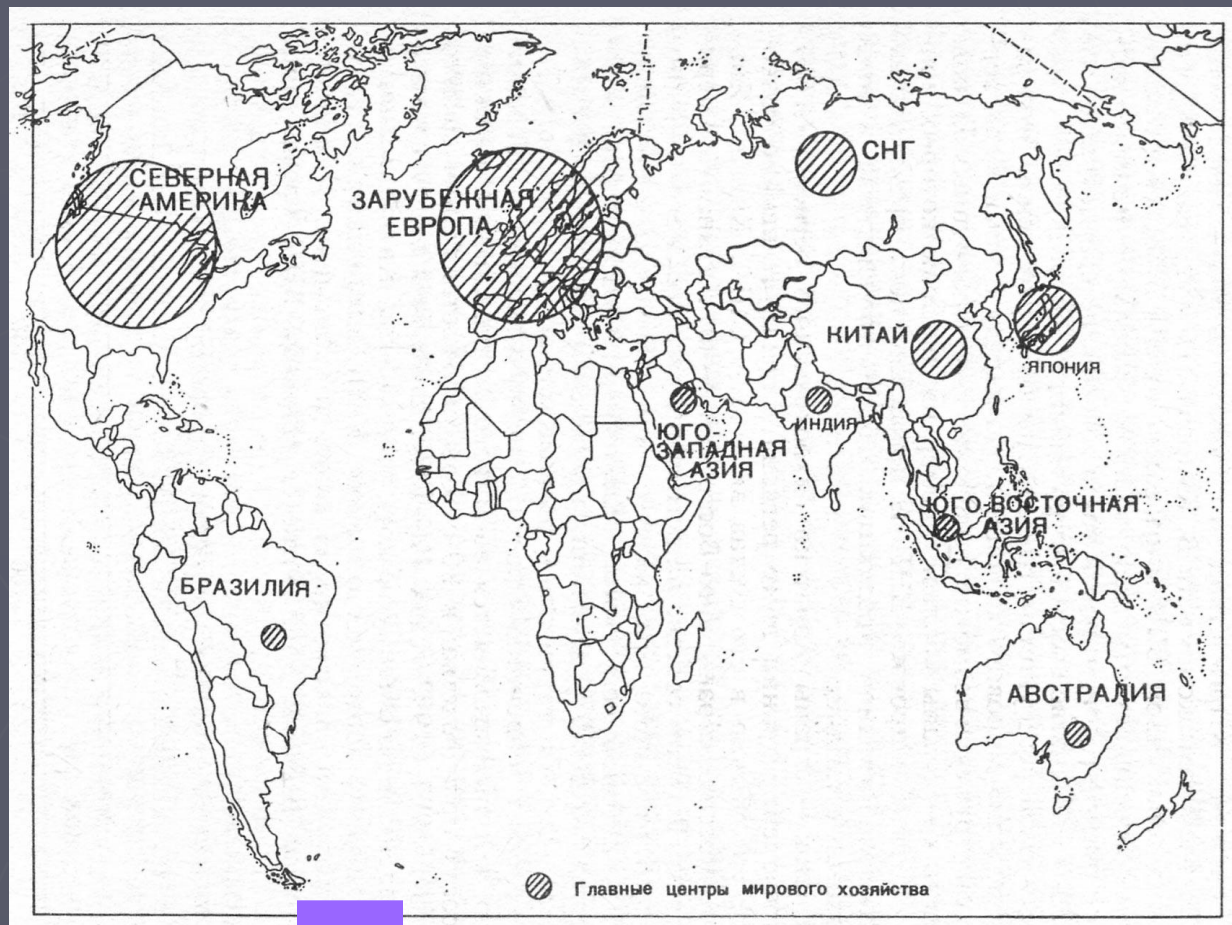 СЕВЕРНАЯ
АМЕРИКА
ЗАРУБЕЖНАЯ
ЕВРОПА
СНГ
КИТАЙ
ЯПОНИЯ
ИНДИЯ
ЮГО-
ЗАПАДНАЯ
АЗИЯ
ЮГО-ВОСТОЧНАЯ
АЗИЯ
БРАЗИЛИЯ
АВСТРАЛИЯ
Главные центры мирового хозяйства